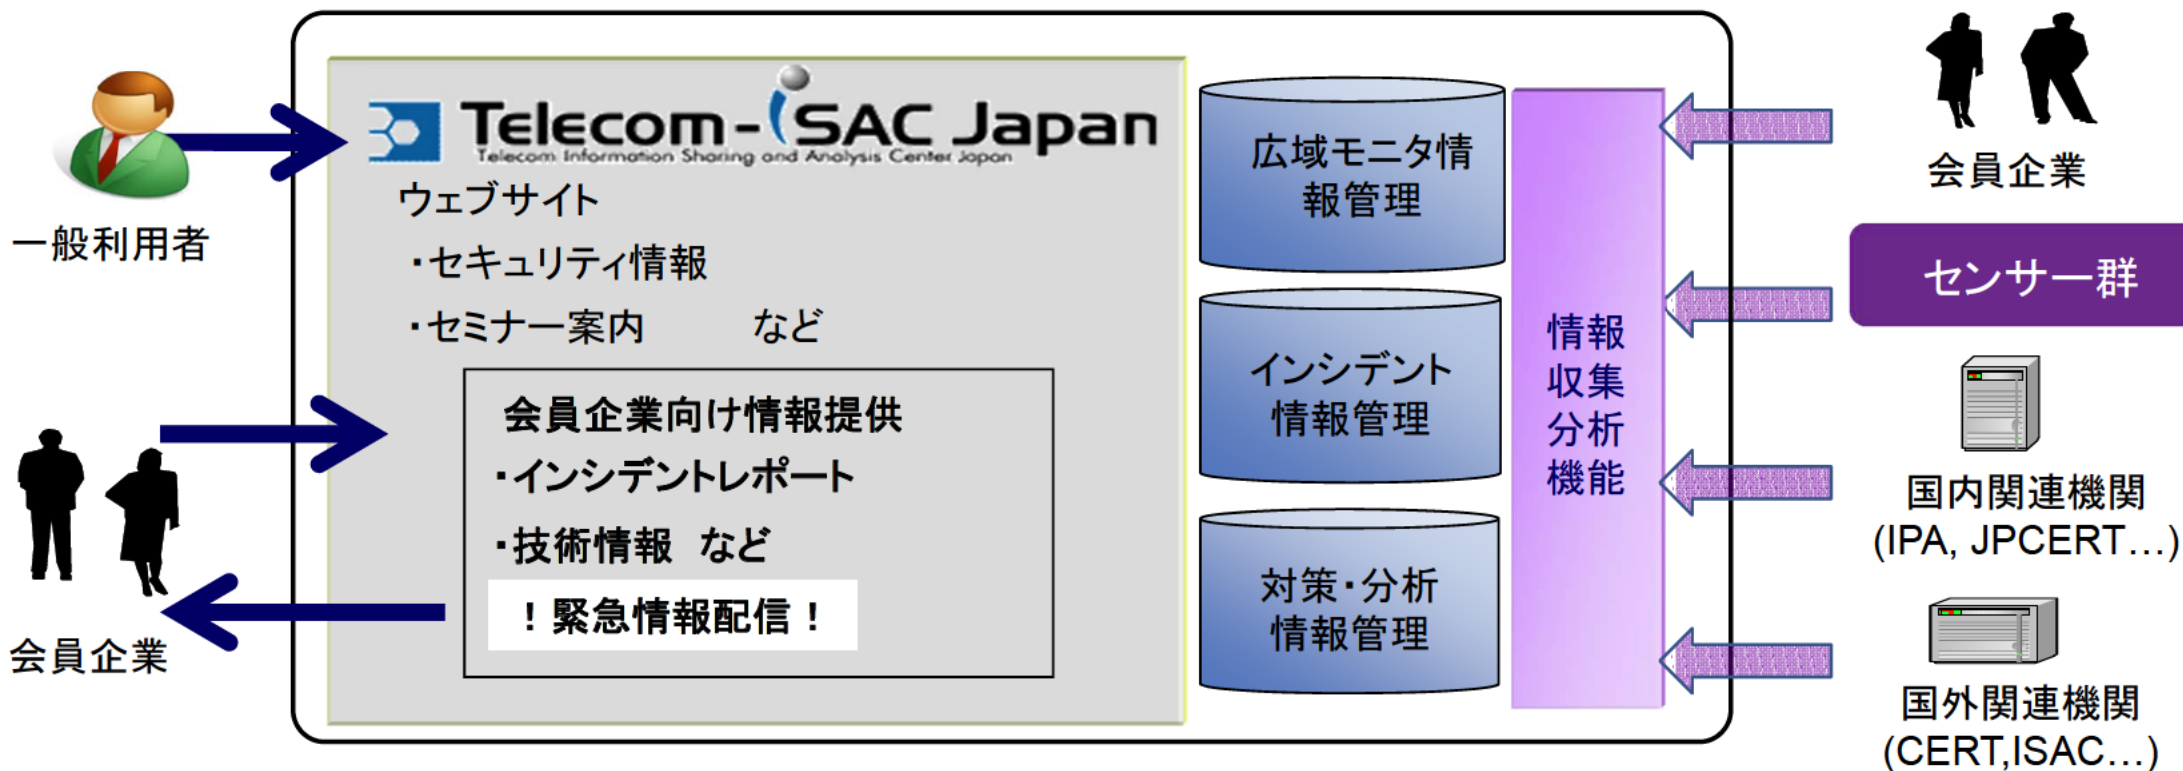 一般利用者
会員企業
Telecom-iSAC Japan
Telecom Information Sharing and Analysis Center Japan
ウェブサイト
・セキュリティ情報
・セミナー案内　　など
会員企業向け情報提供
・インシデントレポート
・技術情報　など
！緊急情報配信！
広域モニタ情
報管理
インシデント
情報管理
対策・分析
情報管理
情報
収集
分析
機能
会員企業
センサー群
国内関連機関
(IPA, JPCERT…)
国外関連機関
(CERT,ISAC…)